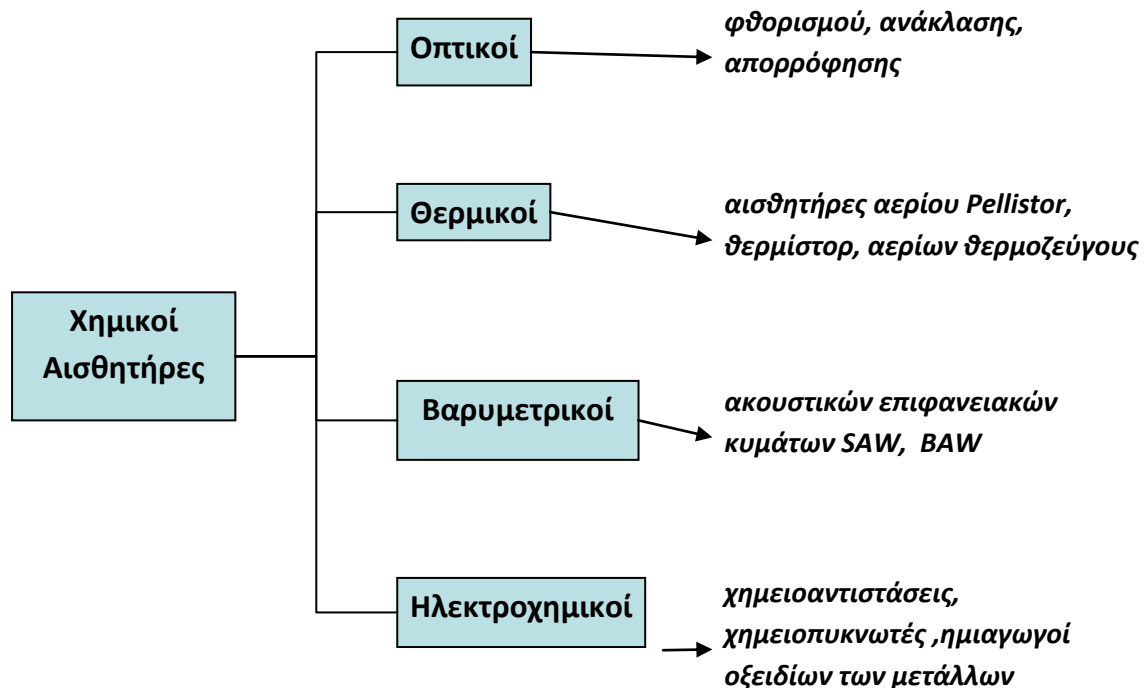 Οπτικοί
φθορισμού, ανάκλασης,
απορρόφησης
Θερμικοί
αισθητήρες αερίου Pellistor,
θερμίστορ, αερίων θερμοζεύγους
Χημικοί
Αισθητήρες
Βαρυμετρικοί
ακουστικών επιφανειακών
κυμάτων SAW, BAW
Ηλεκτροχημικοί
χημειοαντιστάσεις,
χημειοπυκνωτές ,ημιαγωγοί
οξειδίων των μετάλλων